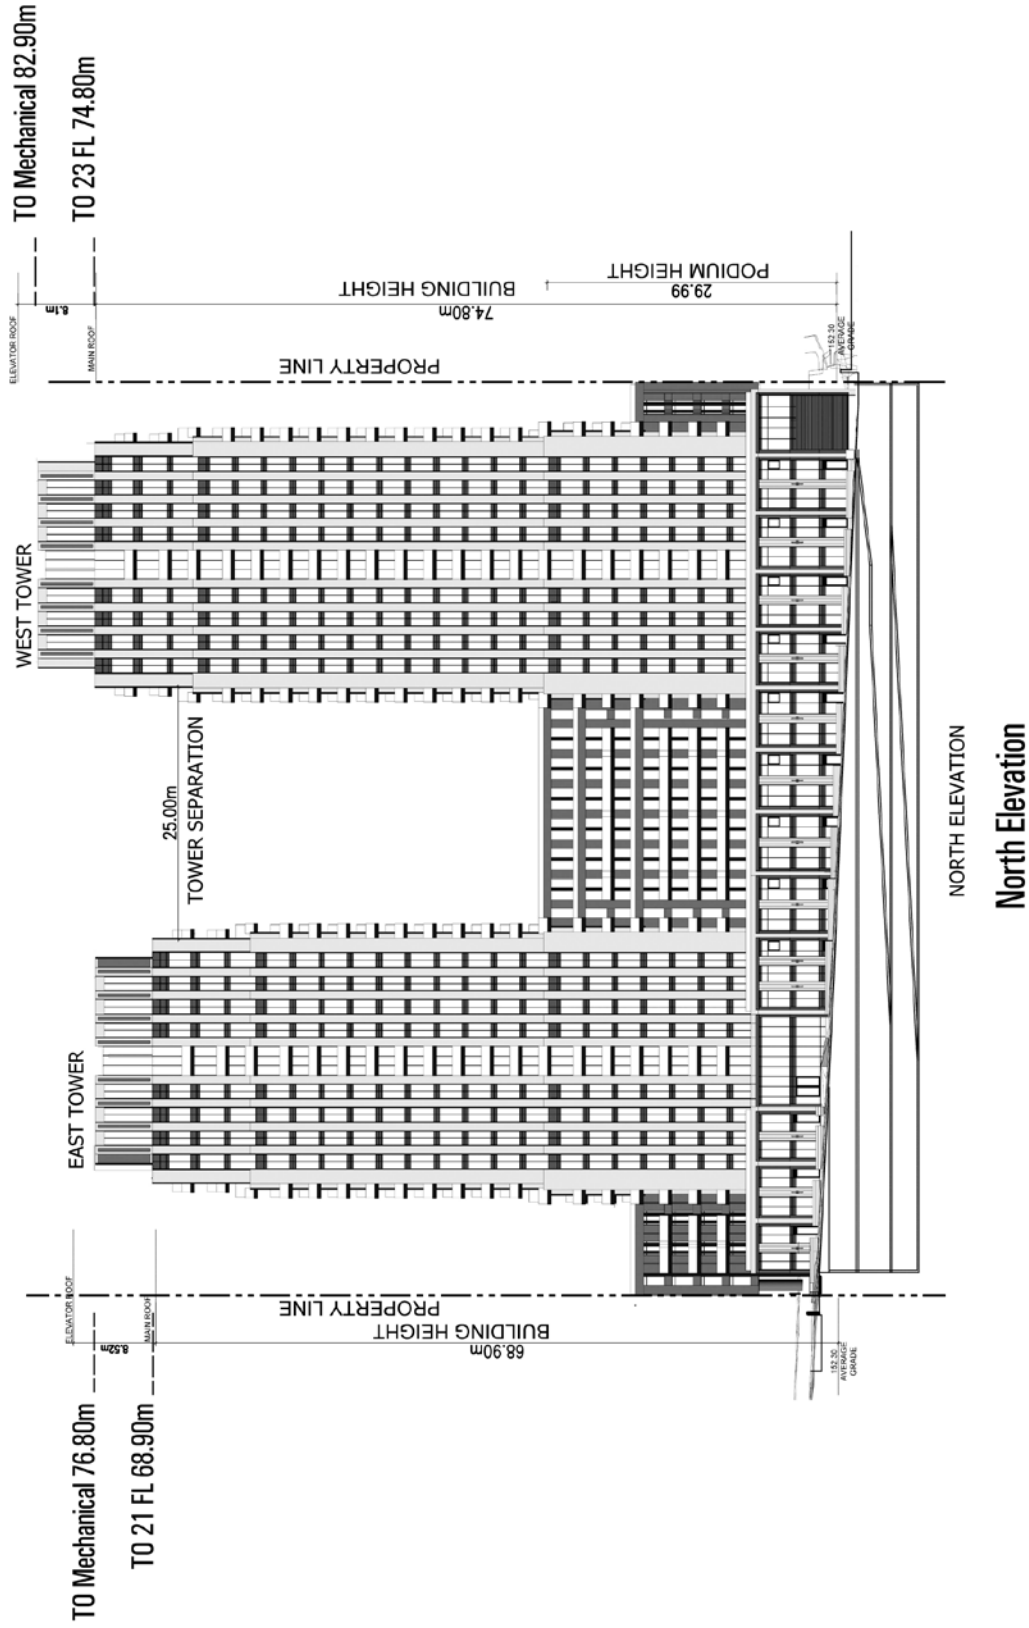 TO Mechanical 76.80m
TO 21 FL 68.90m
ELEVATOR ROOF
MAIN ROOF
8.52m
68.90m
BUILDING HEIGHT
PROPERTY LINE
152.30
AVERAGE
GRADE
EAST TOWER
25.00m
TOWER SEPARATION
WEST TOWER
PROPERTY LINE
ELEVATOR ROOF
MAIN ROOF
8.1m
74.80m
BUILDING HEIGHT
29.99
PODIUM HEIGHT
152.30
AVERAGE
GRADE
TO Mechanical 82.90m
TO 23 FL 74.80m
NORTH ELEVATION
North Elevation